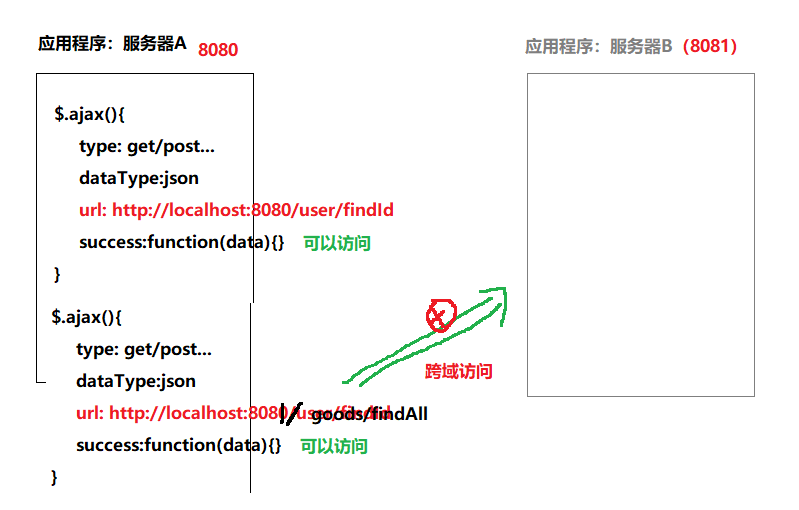 应用程序：服务器A 8080
$.ajax(){
type: get/post...
dataType:json
url: http://localhost:8080/user/findId
success:function(data){} 可以访问
}
$.ajax(){
type: get/post...
dataType:json
url: http://localhost:8080/user/findId 1/ goods/findAll
success:function(data){} 可以访问
}
跨域访问
应用程序：服务器B（8081）